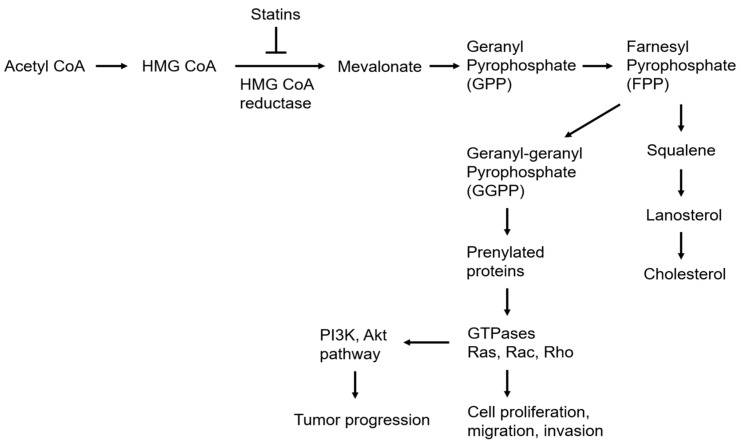 Statins
Acetyl CoA
HMG CoA
HMG CoA
reductase
Mevalonate
Geranyl
Pyrophosphate
(GPP)
Farnesyl
Pyrophosphate
(FPP)
Geranyl-geranyl
Pyrophosphate
(GGPP)
Squalene
Lanosterol
Cholesterol
Prenylated
proteins
GTPases
Ras, Rac, Rho
PI3K, Akt
pathway
Tumor progression
Cell proliferation,
migration, invasion